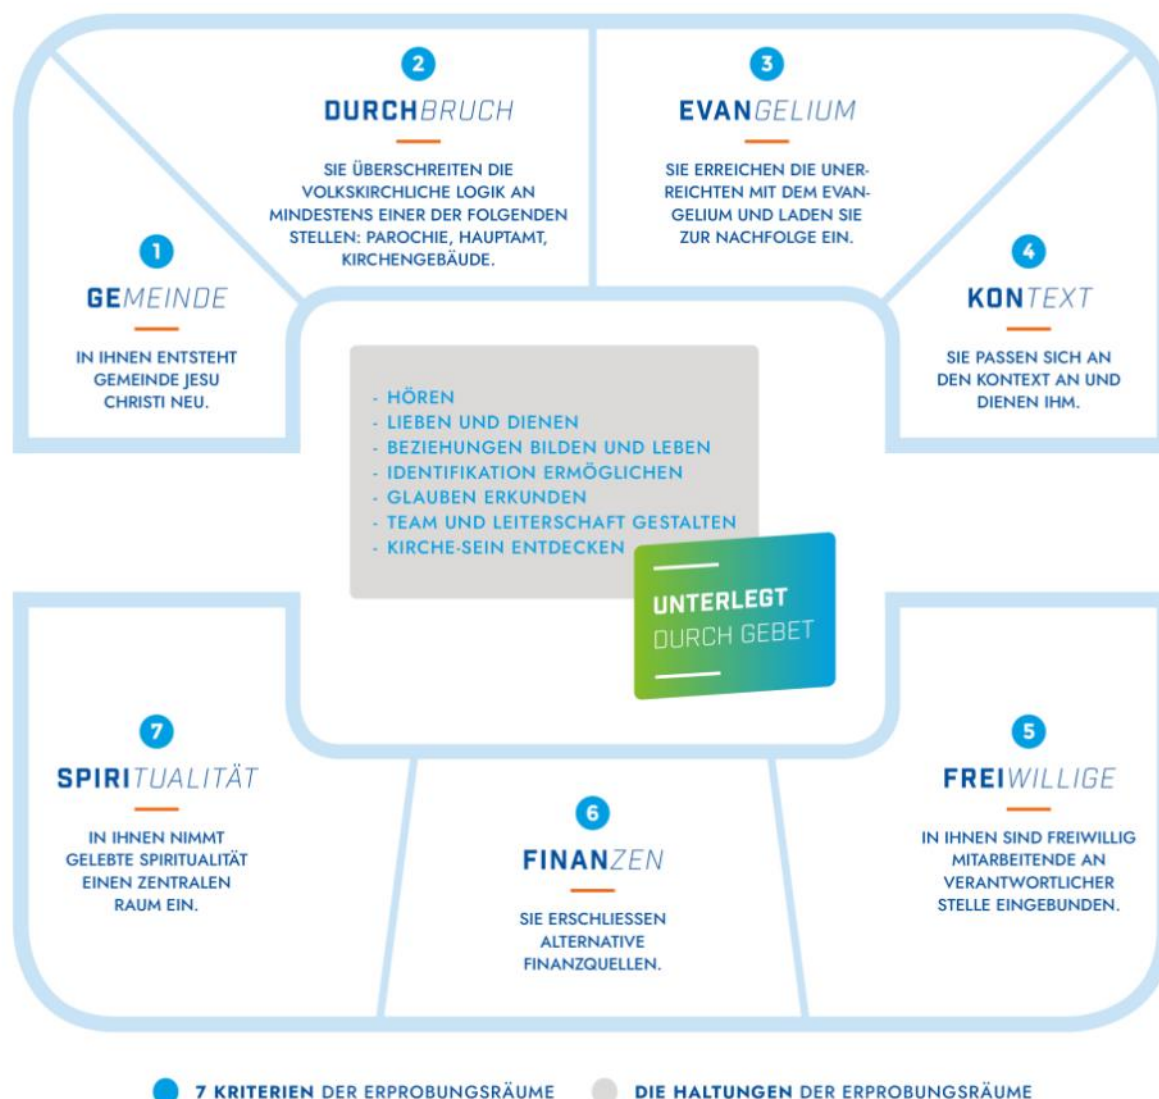 1
GEMEINDE
IN IHNEN ENTSTEHT
GEMEINDE JESU
CHRISTI NEU.
2
DURCHBRUCH
SIE ÜBERSCHREITEN DIE
VOLKSKIRCHLICHE LOGIK AN
MINDESTENS EINER DER FOLGENDEN
STELLEN: PAROCHIE, HAUPTAMT,
KIRCHENGEBÄUDE.
3
EVANGELIUM
SIE ERREICHEN DIE UNER-
REICHTEN MIT DEM EVAN-
GELIUM UND LADEN SIE
ZUR NACHFOLGE EIN.
4
KONTEXT
SIE PASSEN SICH AN
DEN KONTEXT AN UND
DIENEN IHM.
- HÖREN
- LIEBEN UND DIENEN
- BEZIEHUNGEN BILDEN UND LEBEN
- IDENTIFIKATION ERMÖGLICHEN
- GLAUBEN ERKUNDEN
- TEAM UND LEITERSCHAFT GESTALTEN
- KIRCHE-SEIN ENTDECKEN
UNTERLEGT
DURCH GEBET
5
FREIWILLIGE
IN IHNEN SIND FREIWILLIG
MITARBEITENDE AN
VERANTWORTLICHER
STELLE EINGEBUNDEN.
6
FINANZEN
SIE ERSCHLIESSEN
ALTERNATIVE
FINANZQUELLEN.
7
SPIRITUALITÄT
IN IHNEN NIMMT
GELEBTE SPIRITUALITÄT
EINEN ZENTRALEN
RAUM EIN.
7 KRITERIEN DER ERPROBUNGSRÄUME
DIE HALTUNGEN DER ERPROBUNGSRÄUME